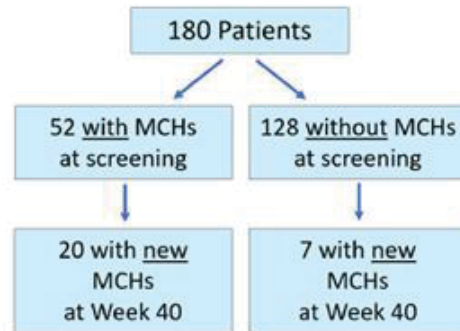 180 Patients
52 with MCHs
at screening
128 without MCHs
at screening
20 with new
MCHs
at Week 40
7 with new
MCHs
at Week 40